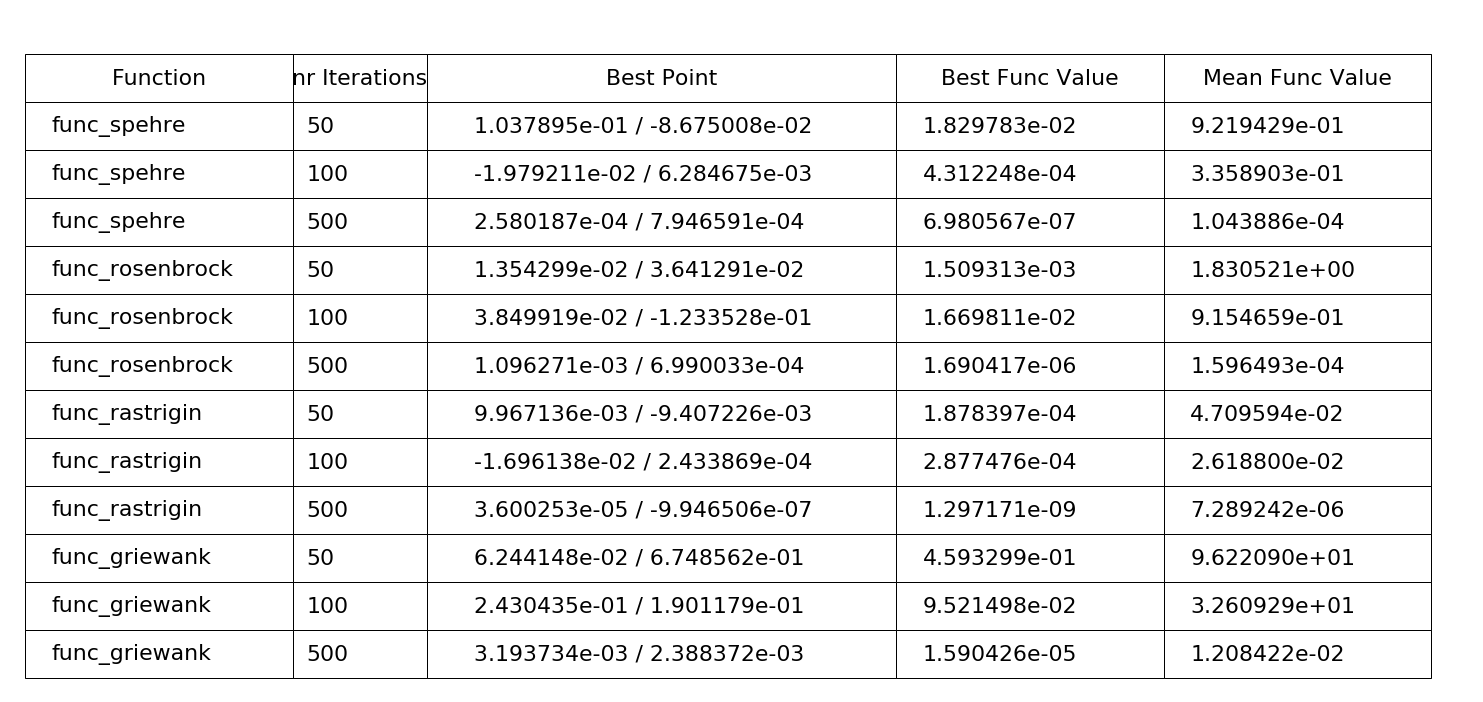 Function nr Iterations Best Point Best Func Value Mean Func Value
func_spehre 50 1.037895e-01 / -8.675008e-02 1.829783e-02 9.219429e-01
func_spehre 100 -1.979211e-02 / 6.284675e-03 4.312248e-04 3.358903e-01
func_spehre 500 2.580187e-04 / 7.946591e-04 6.980567e-07 1.043886e-04
func_rosenbrock 50 1.354299e-02 / 3.641291e-02 1.509313e-03 1.830521e+00
func_rosenbrock 100 3.849919e-02 / -1.233528e-01 1.669811e-02 9.154659e-01
func_rosenbrock 500 1.096271e-03 / 6.990033e-04 1.690417e-06 1.596493e-04
func_rastrigin 50 9.967136e-03 / -9.407226e-03 1.878397e-04 4.709594e-02
func_rastrigin 100 -1.696138e-02 / 2.433869e-04 2.877476e-04 2.618800e-02
func_rastrigin 500 3.600253e-05 / -9.946506e-07 1.297171e-09 7.289242e-06
func_griewank 50 6.244148e-02 / 6.748562e-01 4.593299e-01 9.622090e+01
func_griewank 100 2.430435e-01 / 1.901179e-01 9.521498e-02 3.260929e+01
func_griewank 500 3.193734e-03 / 2.388372e-03 1.590426e-05 1.208422e-02